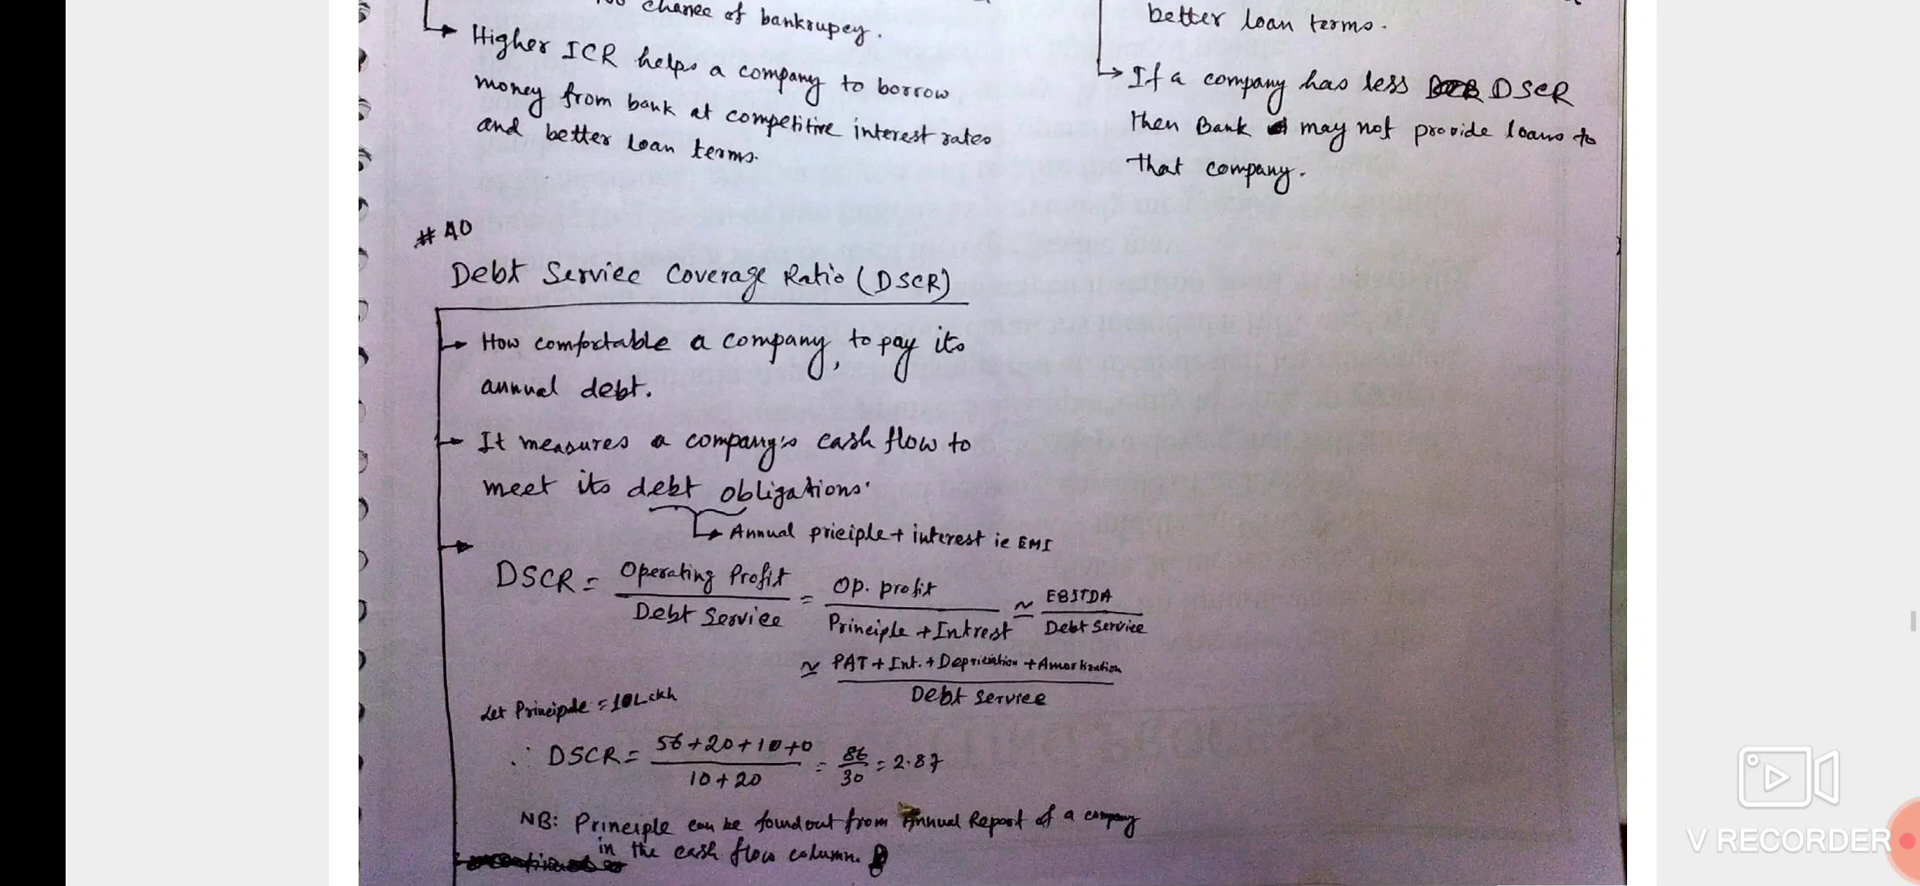 chance of bankrupcy.
Higher ICR helps a company to borrow
money from bank at competitive interest rates
and better loan terms.
better loan terms.
If a company has less DSCR
then Bank may not provide loans to
that company.
# 40
Debt Service Coverage Ratio (DSCR)
How comfortable a company, to pay its
annual debt.
It measures a company's cash flow to
meet its debt obligations.
Annual priciple + interest ie EMI
DSCR = Operating Profit / Debt Service = Op. profit / Principle + Intrest ≃ EBITDA / Debt Service
≃ PAT + Int. + Depriciation + Amortization / Debt Service
Let Principle = 10 Lakh
∴ DSCR = 56+20+10+0 / 10+20 = 86/30 = 2.87
NB: Principle can be foundout from Annual Report of a company
in the cash flow column.
V RECORDER